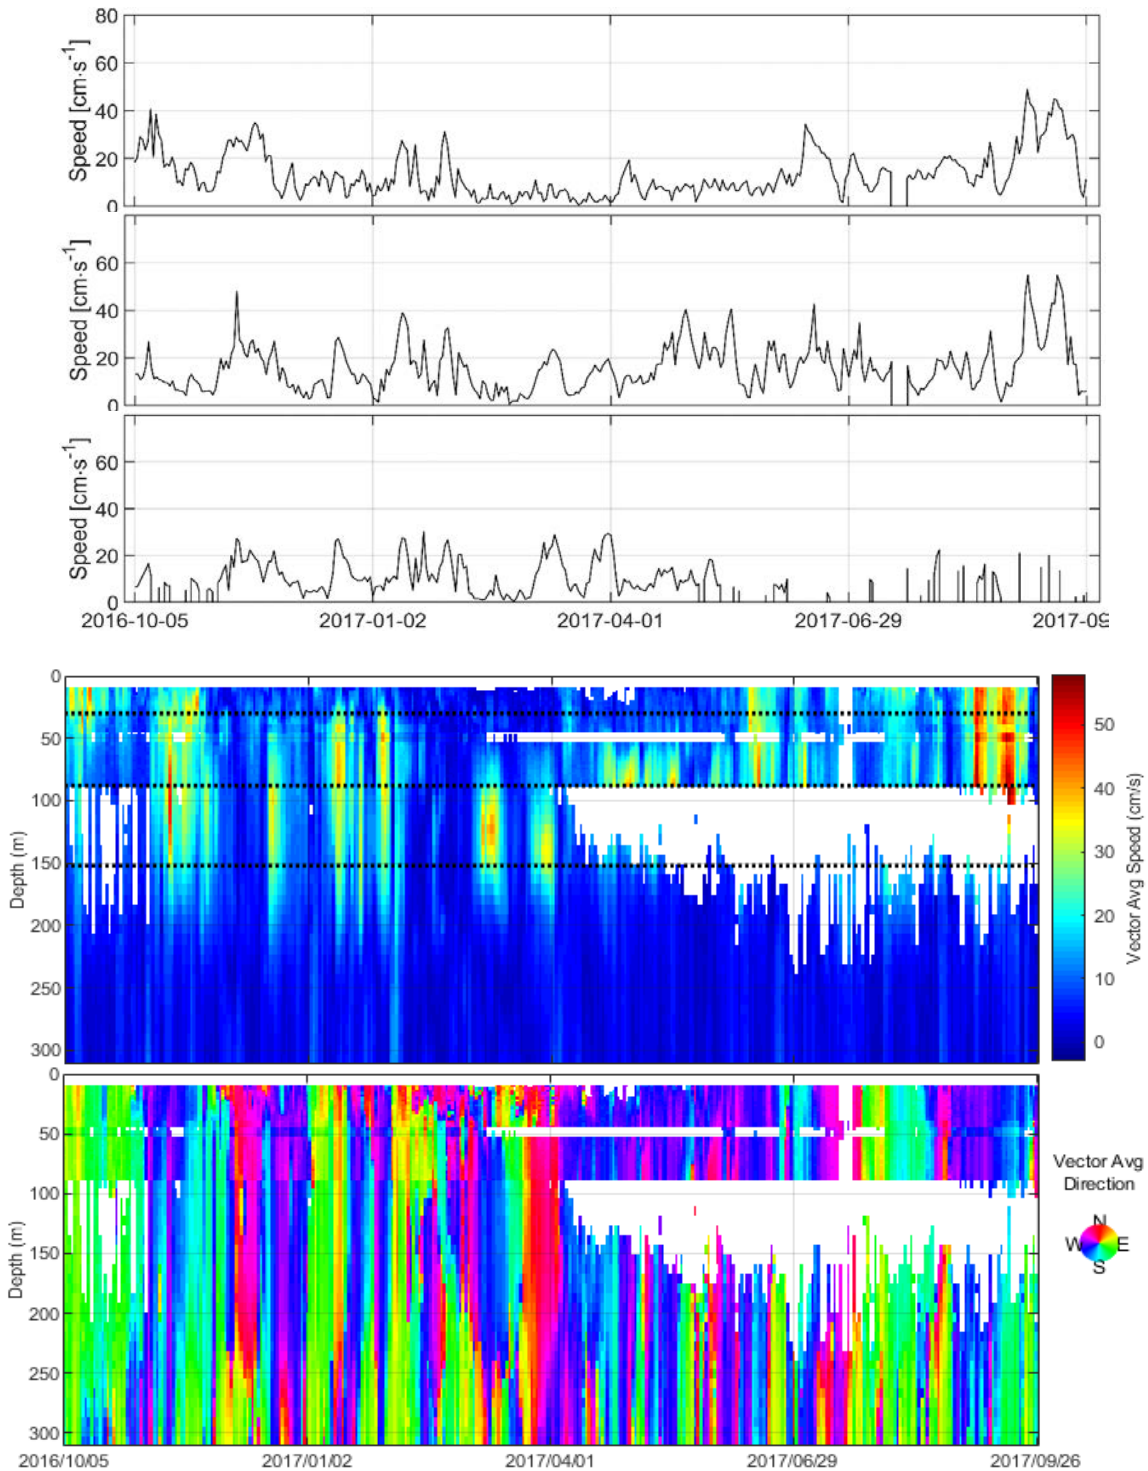 80
60
40
20
0
Speed [cm·s⁻¹]
60
40
20
0
Speed [cm·s⁻¹]
60
40
20
0
Speed [cm·s⁻¹]
2016-10-05 2017-01-02 2017-04-01 2017-06-29 2017-09
0
50
100
150
200
250
300
Depth (m)
50
40
30
20
10
0
Vector Avg Speed (cm/s)
0
50
100
150
200
250
300
Depth (m)
Vector Avg
Direction
N
W E
S
2016/10/05 2017/01/02 2017/04/01 2017/06/29 2017/09/26